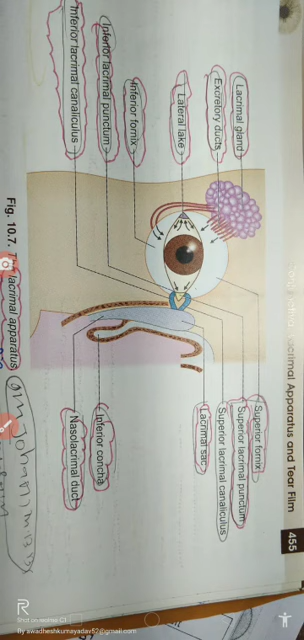 455
Lacrimal Apparatus and Tear Film
Lacrimal gland
Excretory ducts
Lateral lake
Inferior fornix
Inferior lacrimal punctum
Inferior lacrimal canaliculus
Superior fornix
Superior lacrimal punctum
Superior lacrimal canaliculus
Lacrimal sac
Inferior concha
Nasolacrimal duct
Fig. 10.7. The lacrimal apparatus
Shot on realme C1
By awadheshkumaryadav62@gmail.com